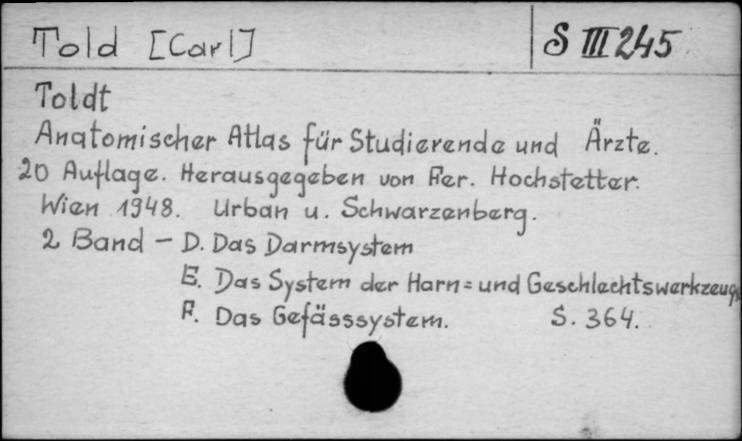 Told [Carl]
S III 245
Toldt
Anatomischer Atlas für Studierende und Ärzte.
20 Auflage. Herausgegeben von Fer. Hochstetter.
Wien 1948. Urban u. Schwarzenberg.
2 Band - D. Das Darmsystem
E. Das System der Harn= und Geschlechtswerkzeuge
F. Das Gefässsystem. S. 364.